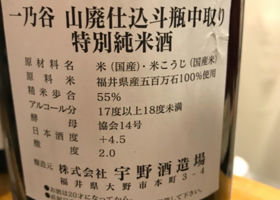 一乃谷 山廃仕込斗瓶中取り
特別純米酒
原材料名 米(国産)・米こうじ(国産米)
原料米 福井県産五百万石100%使用
精米歩合 55%
アルコール分 17度以上18度未満
酵母 協会14号
日本酒度 +4.5
酸度 2.0
醸造元 株式会社 宇野酒造場
福井県大野市本町3-4